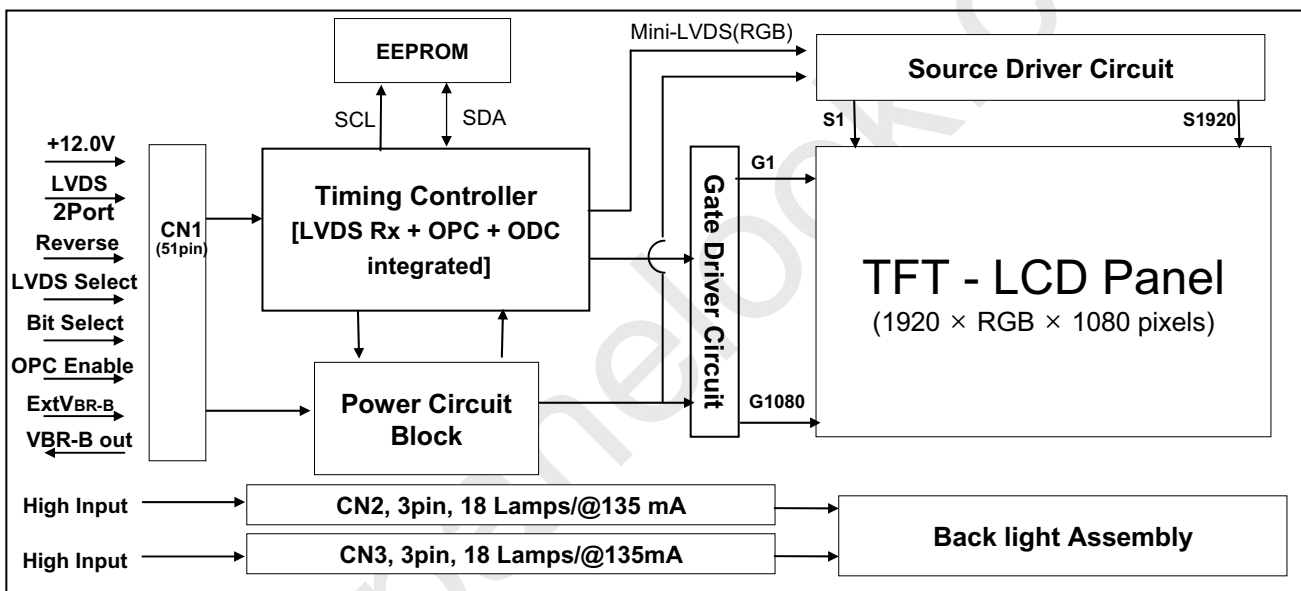 EEPROM
Mini-LVDS(RGB)
Source Driver Circuit
SCL
SDA
S1
S1920
+12.0V
LVDS
2Port
Reverse
LVDS Select
Bit Select
OPC Enable
ExtVBR-B
VBR-B out
CN1
(51pin)
Timing Controller
[LVDS Rx + OPC + ODC
integrated]
Power Circuit
Block
Gate Driver Circuit
G1
G1080
TFT - LCD Panel
(1920 × RGB × 1080 pixels)
High Input
CN2, 3pin, 18 Lamps/@135 mA
High Input
CN3, 3pin, 18 Lamps/@135mA
Back light Assembly